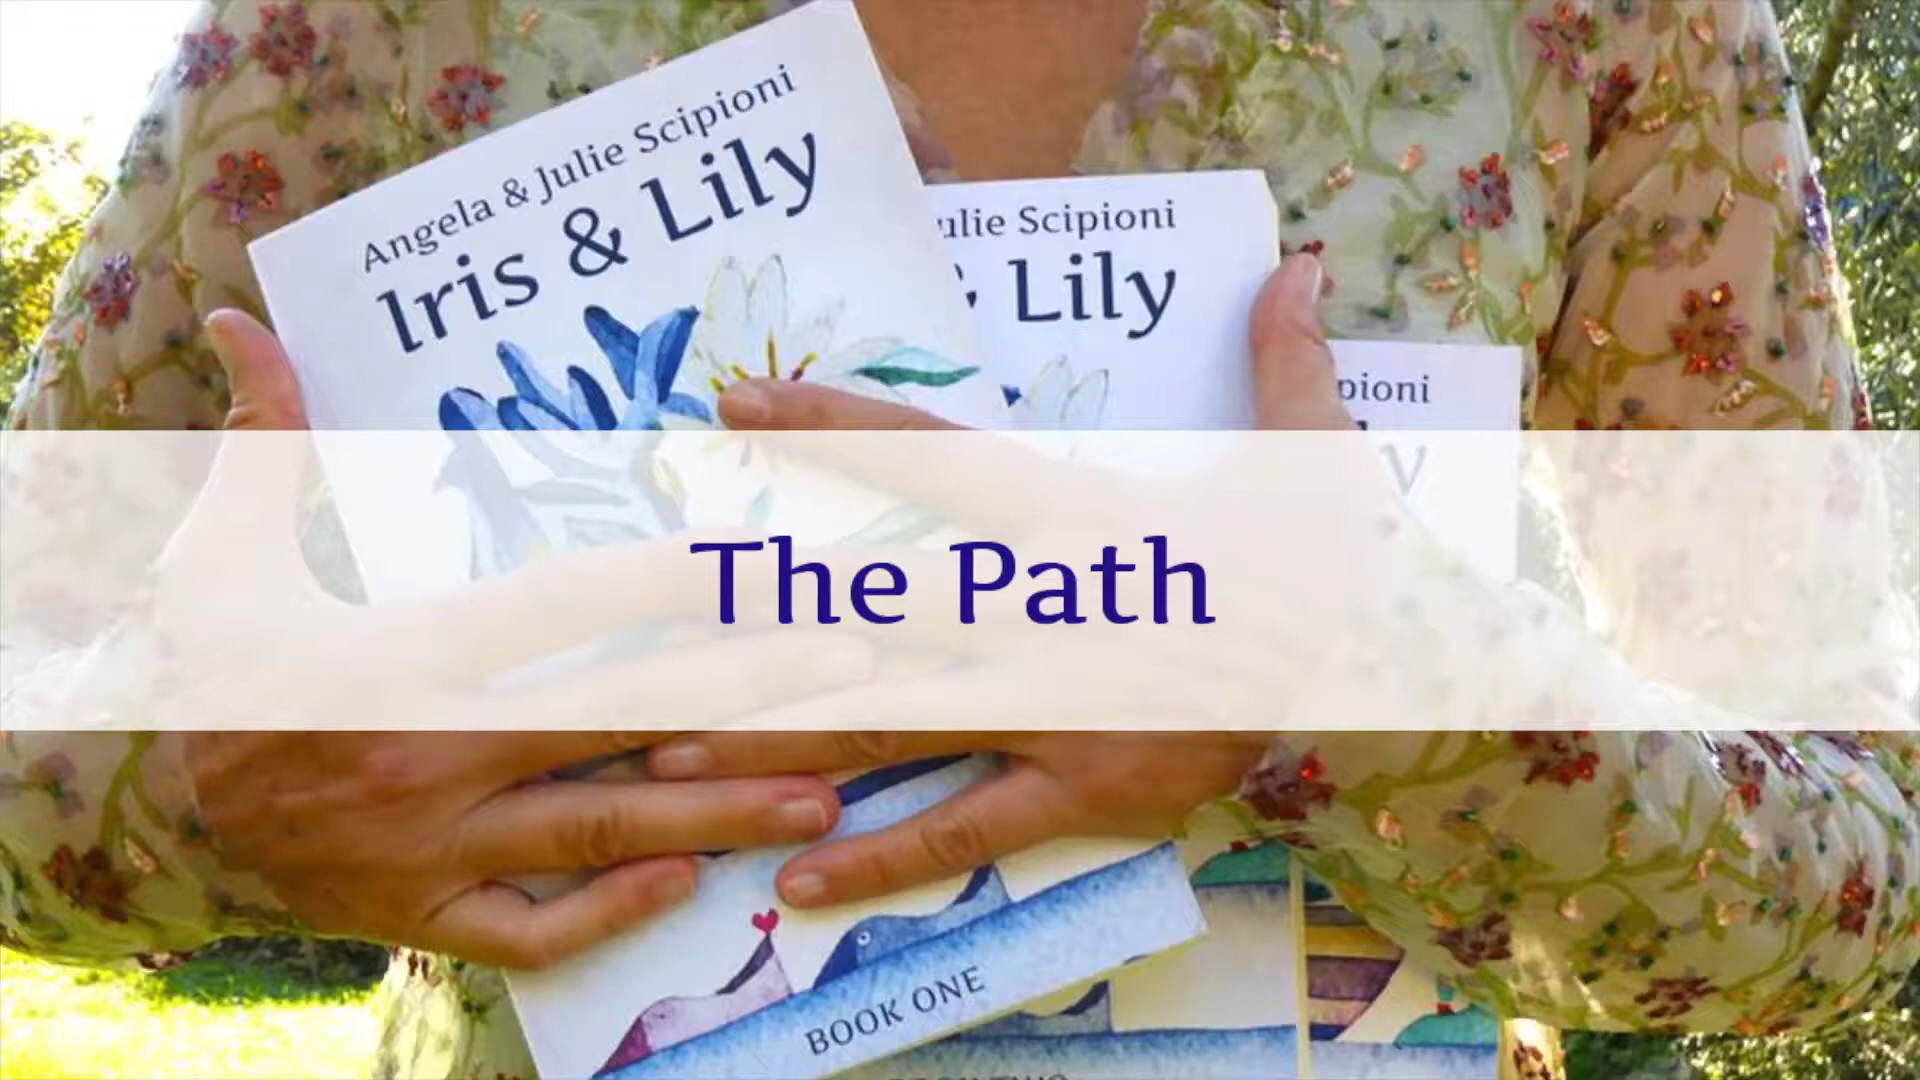 Angela & Julie Scipioni
Iris & Lily
ulie Scipioni
& Lily
pioni
y
The Path
BOOK ONE